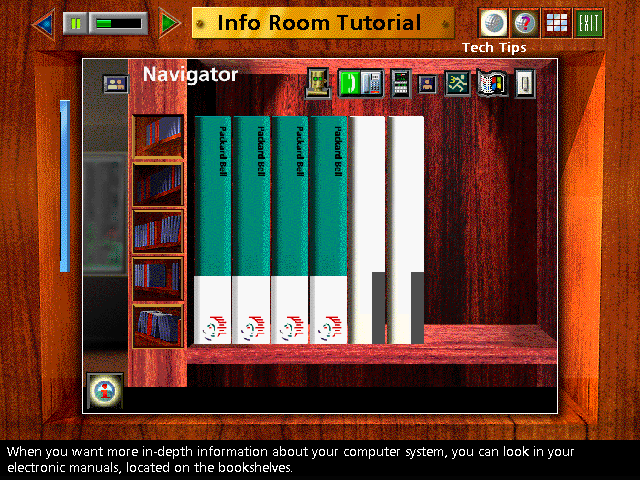 Info Room Tutorial
EXIT
Tech Tips
Navigator
Packard Bell
Packard Bell
Packard Bell
Packard Bell
When you want more in-depth information about your computer system, you can look in your
electronic manuals, located on the bookshelves.